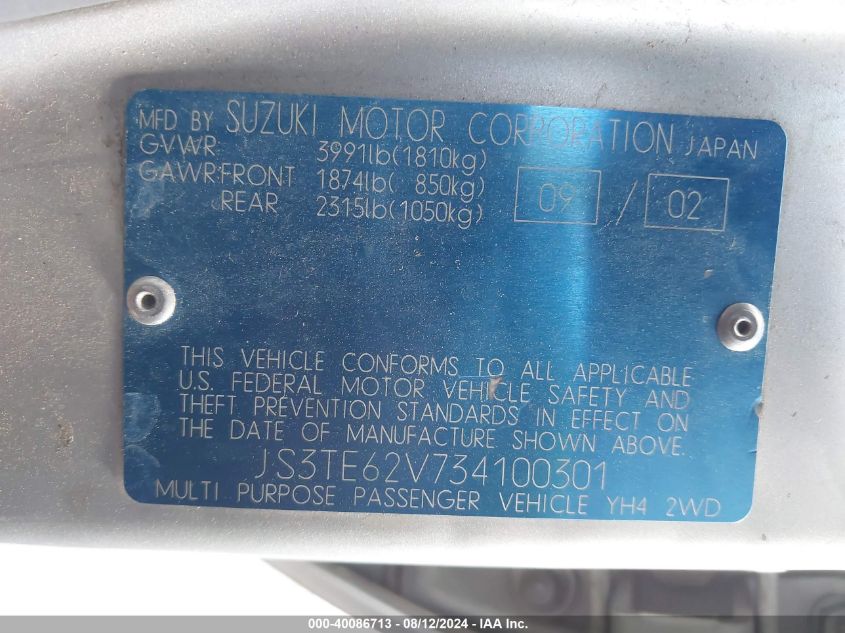 MFD BY SUZUKI MOTOR CORPORATION JAPAN
GVWR: 3991lb(1810kg)
GAWR:FRONT 1874lb( 850kg)
REAR 2315lb(1050kg)
09 / 02
THIS VEHICLE CONFORMS TO ALL APPLICABLE
U.S. FEDERAL MOTOR VEHICLE SAFETY AND
THEFT PREVENTION STANDARDS IN EFFECT ON
THE DATE OF MANUFACTURE SHOWN ABOVE.
JS3TE62V734100301
MULTI PURPOSE PASSENGER VEHICLE YH4 2WD
000-40086713 - 08/12/2024 - IAA, Inc.